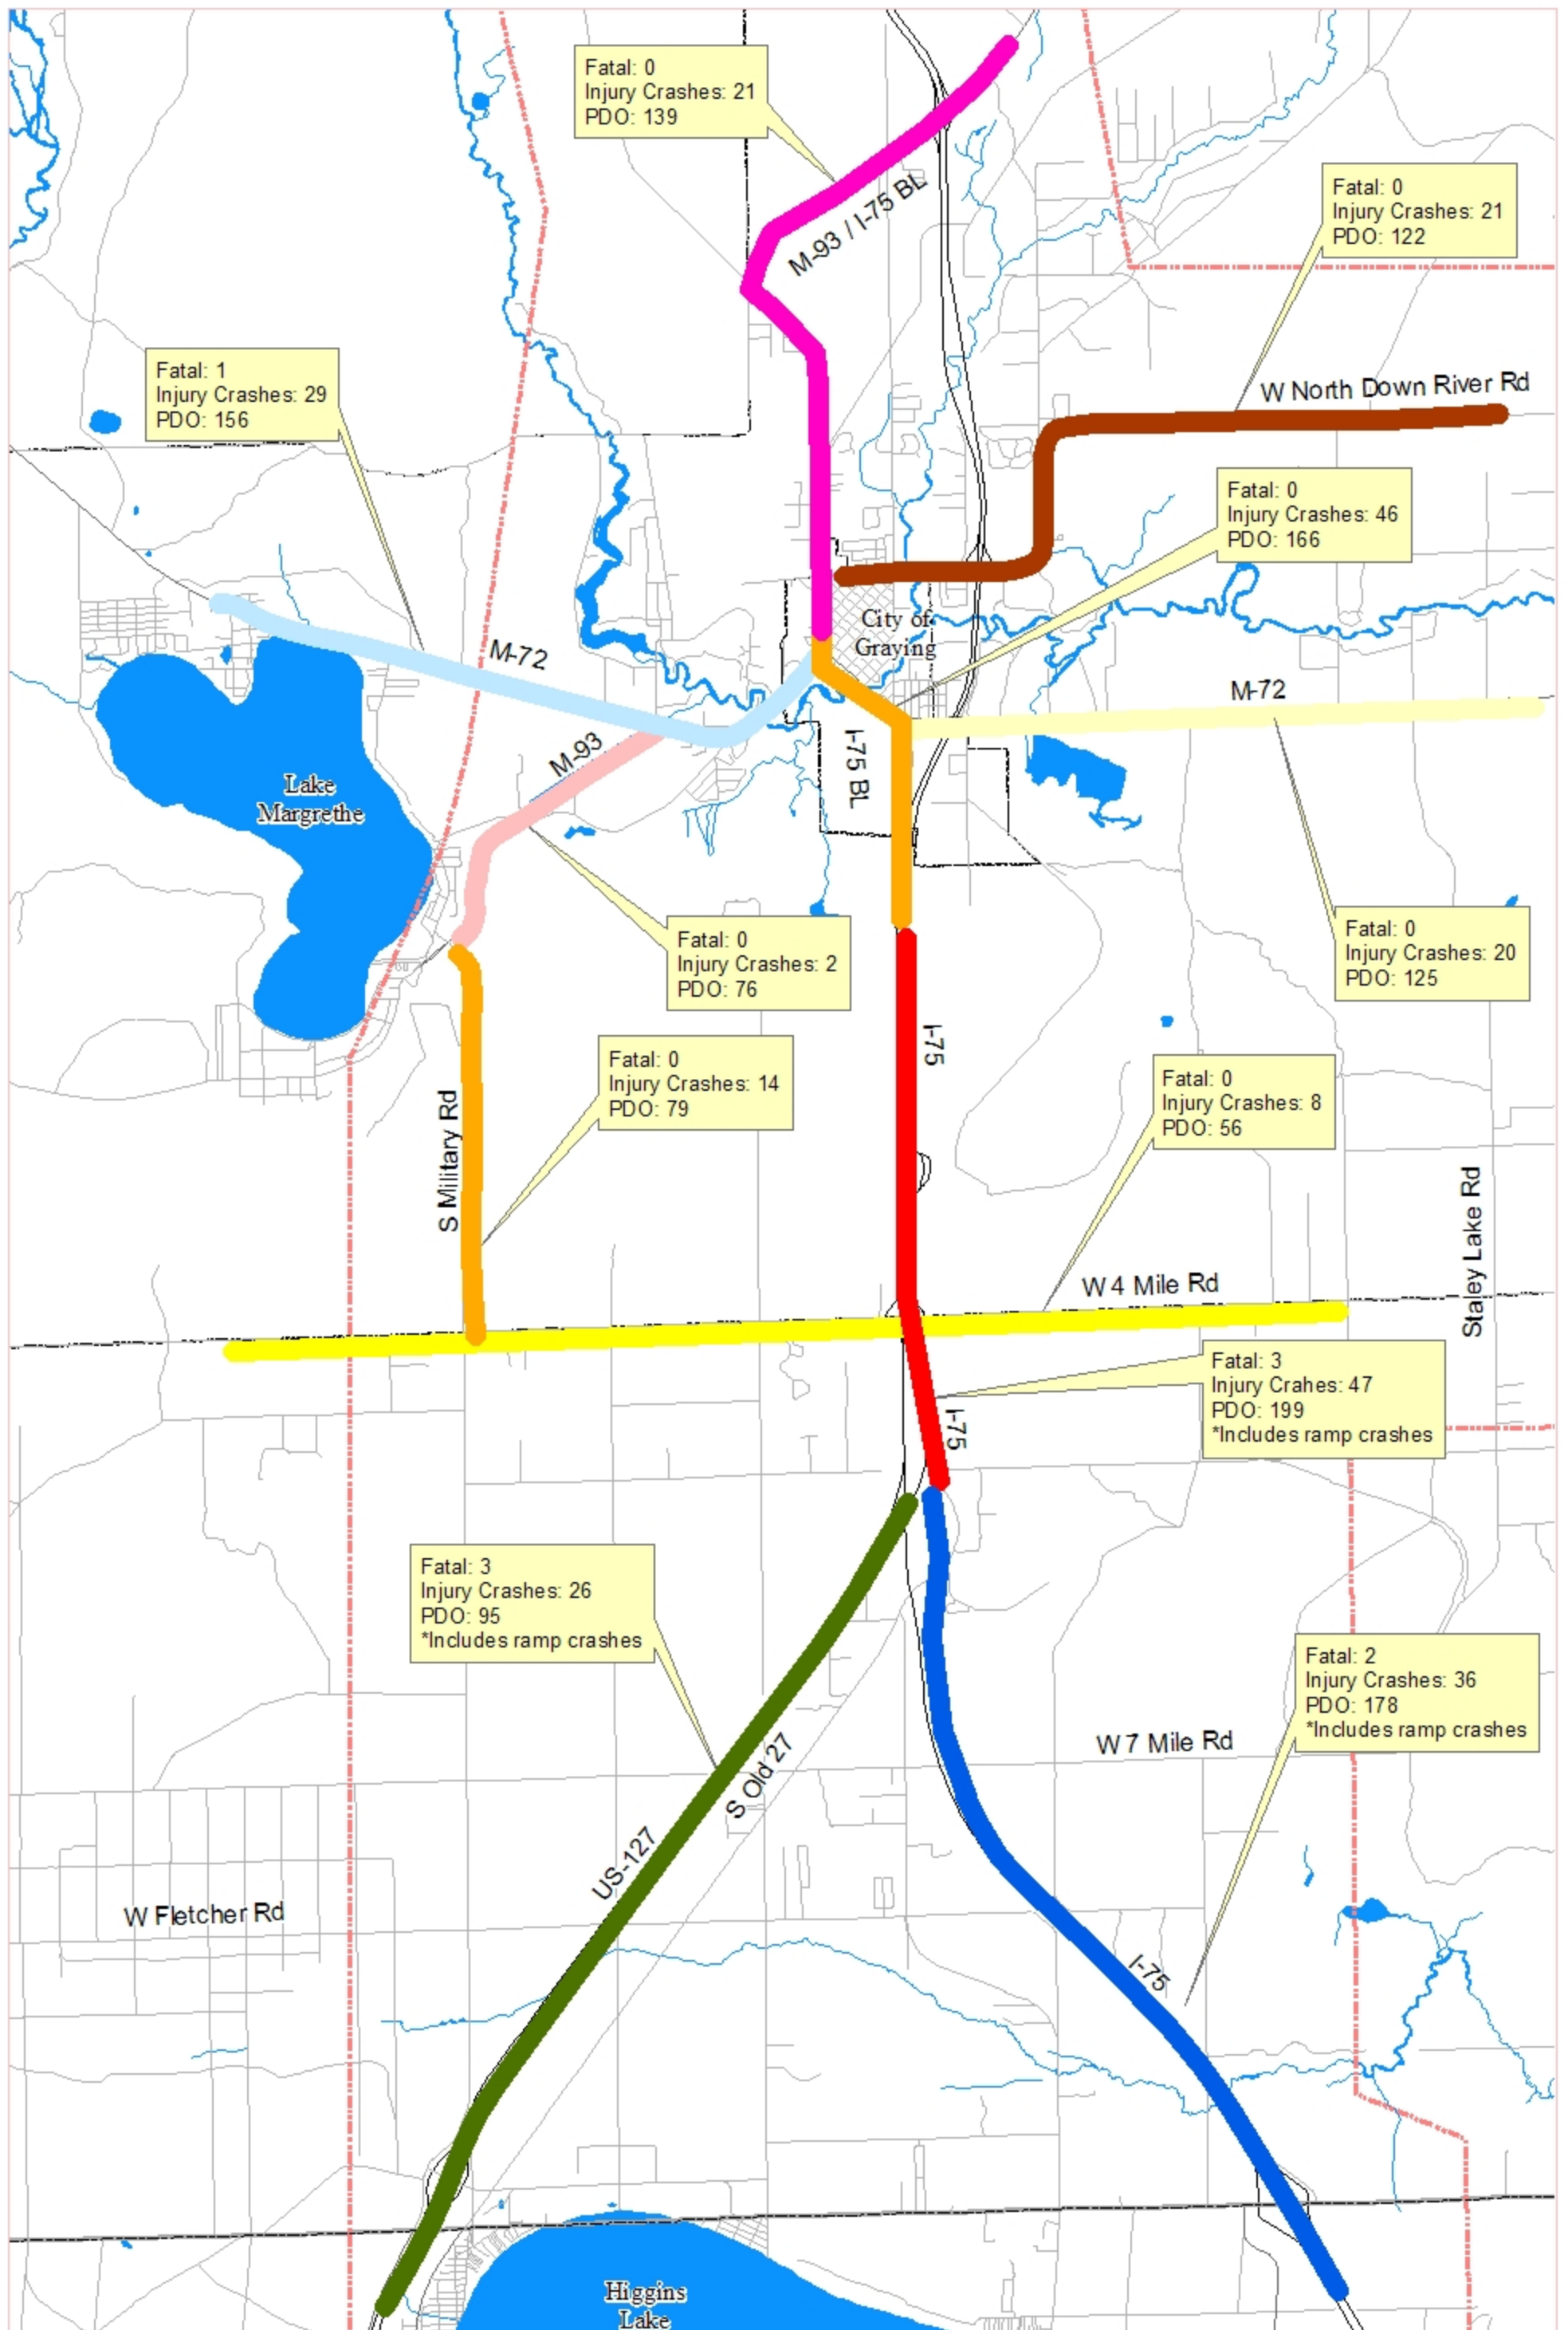 Fatal: 0
Injury Crashes: 21
PDO: 139
M-93 / I-75 BL
Fatal: 0
Injury Crashes: 21
PDO: 122
Fatal: 1
Injury Crashes: 29
PDO: 156
W North Down River Rd
Fatal: 0
Injury Crashes: 46
PDO: 166
City of
Grayling
M-72
M-72
M-93
I-75 BL
Lake
Margrethe
Fatal: 0
Injury Crashes: 2
PDO: 76
Fatal: 0
Injury Crashes: 20
PDO: 125
I-75
Fatal: 0
Injury Crashes: 14
PDO: 79
Fatal: 0
Injury Crashes: 8
PDO: 56
S Military Rd
Staley Lake Rd
W 4 Mile Rd
Fatal: 3
Injury Crahes: 47
PDO: 199
*Includes ramp crashes
I-75
Fatal: 3
Injury Crashes: 26
PDO: 95
*Includes ramp crashes
Fatal: 2
Injury Crashes: 36
PDO: 178
*Includes ramp crashes
W 7 Mile Rd
S Old 27
US-127
W Fletcher Rd
I-75
Higgins
Lake